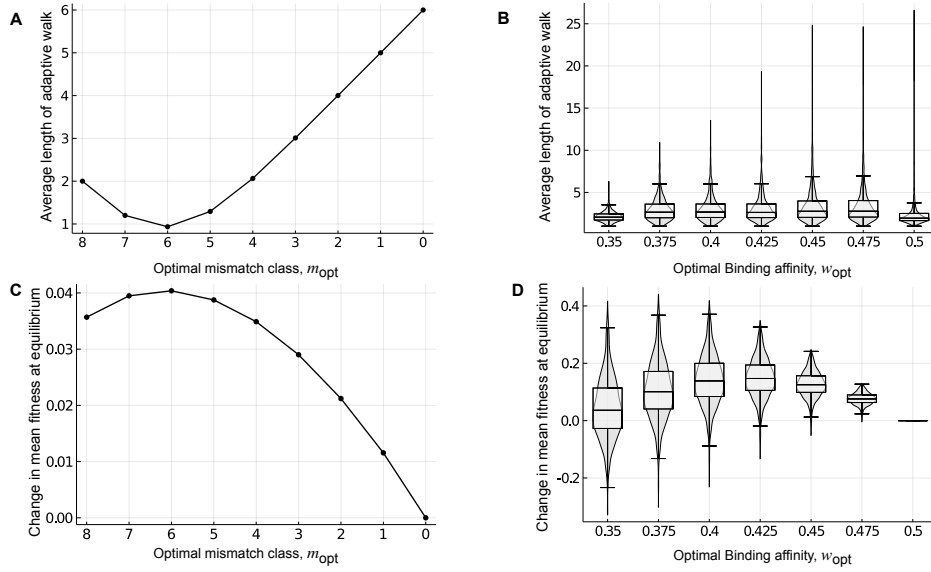 A
Average length of adaptive walk
6
5
4
3
2
1
8 7 6 5 4 3 2 1 0
Optimal mismatch class, mopt
B
Average length of adaptive walk
25
20
15
10
5
0.35 0.375 0.4 0.425 0.45 0.475 0.5
Optimal Binding affinity, wopt
C
Change in mean fitness at equilibrium
0.04
0.03
0.02
0.01
0.00
8 7 6 5 4 3 2 1 0
Optimal mismatch class, mopt
D
Change in mean fitness at equilibrium
0.4
0.2
0.0
-0.2
0.35 0.375 0.4 0.425 0.45 0.475 0.5
Optimal Binding affinity, wopt